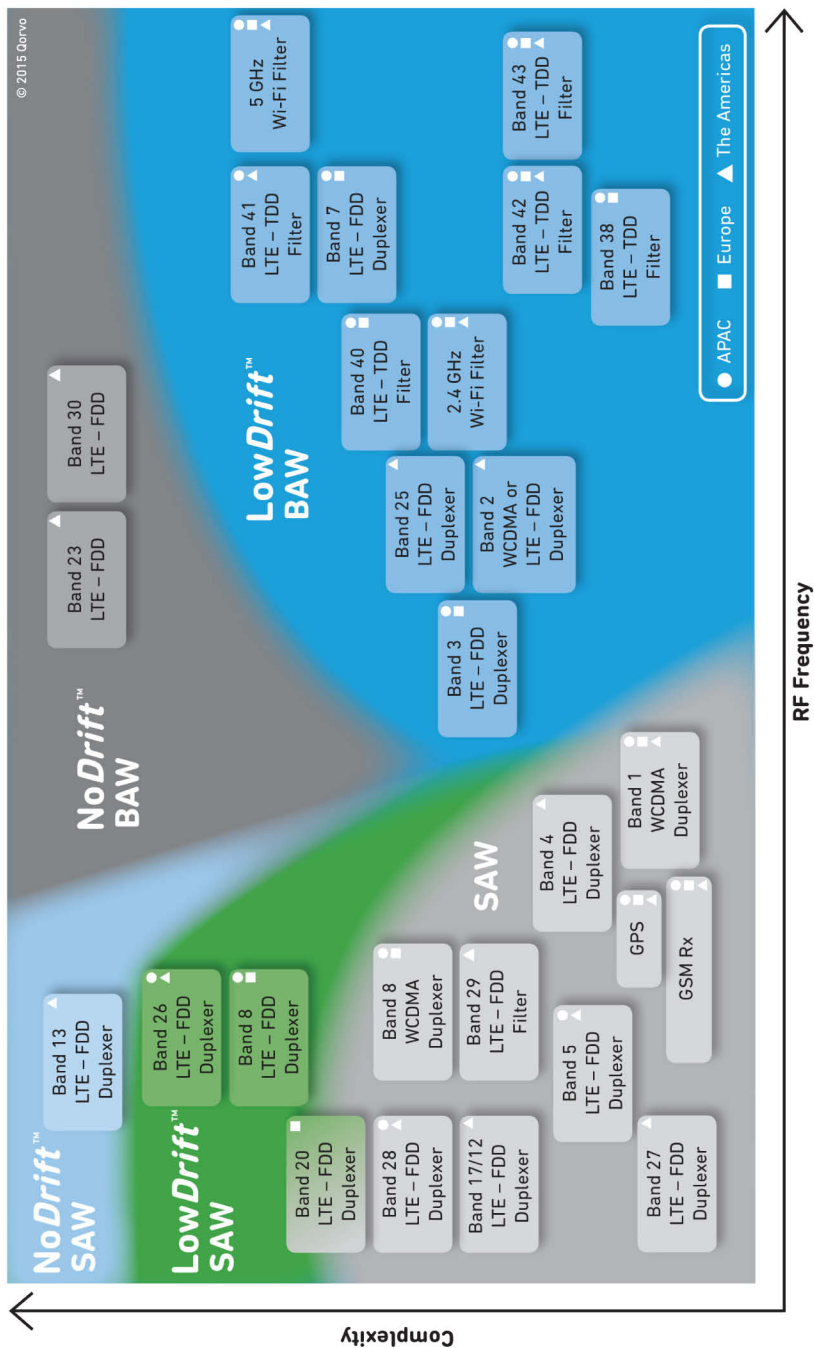 © 2015 Qorvo
Complexity
NoDrift™
SAW
Band 13
LTE – FDD
Duplexer
NoDrift™
BAW
Band 23
LTE – FDD
Band 30
LTE – FDD
LowDrift™
SAW
Band 26
LTE – FDD
Duplexer
Band 8
LTE – FDD
Duplexer
Band 20
LTE – FDD
Duplexer
LowDrift™
BAW
Band 41
LTE – TDD
Filter
5 GHz
Wi-Fi Filter
Band 7
LTE – FDD
Duplexer
Band 40
LTE – TDD
Filter
2.4 GHz
Wi-Fi Filter
Band 25
LTE – FDD
Duplexer
Band 2
WCDMA or
LTE – FDD
Duplexer
Band 3
LTE – FDD
Duplexer
Band 42
LTE – TDD
Filter
Band 43
LTE – TDD
Filter
Band 38
LTE – TDD
Filter
SAW
Band 28
LTE – FDD
Duplexer
Band 8
WCDMA
Duplexer
Band 17/12
LTE – FDD
Duplexer
Band 29
LTE – FDD
Filter
Band 5
LTE – FDD
Duplexer
Band 4
LTE – FDD
Duplexer
Band 27
LTE – FDD
Duplexer
GPS
GSM Rx
Band 1
WCDMA
Duplexer
APAC Europe The Americas
RF Frequency